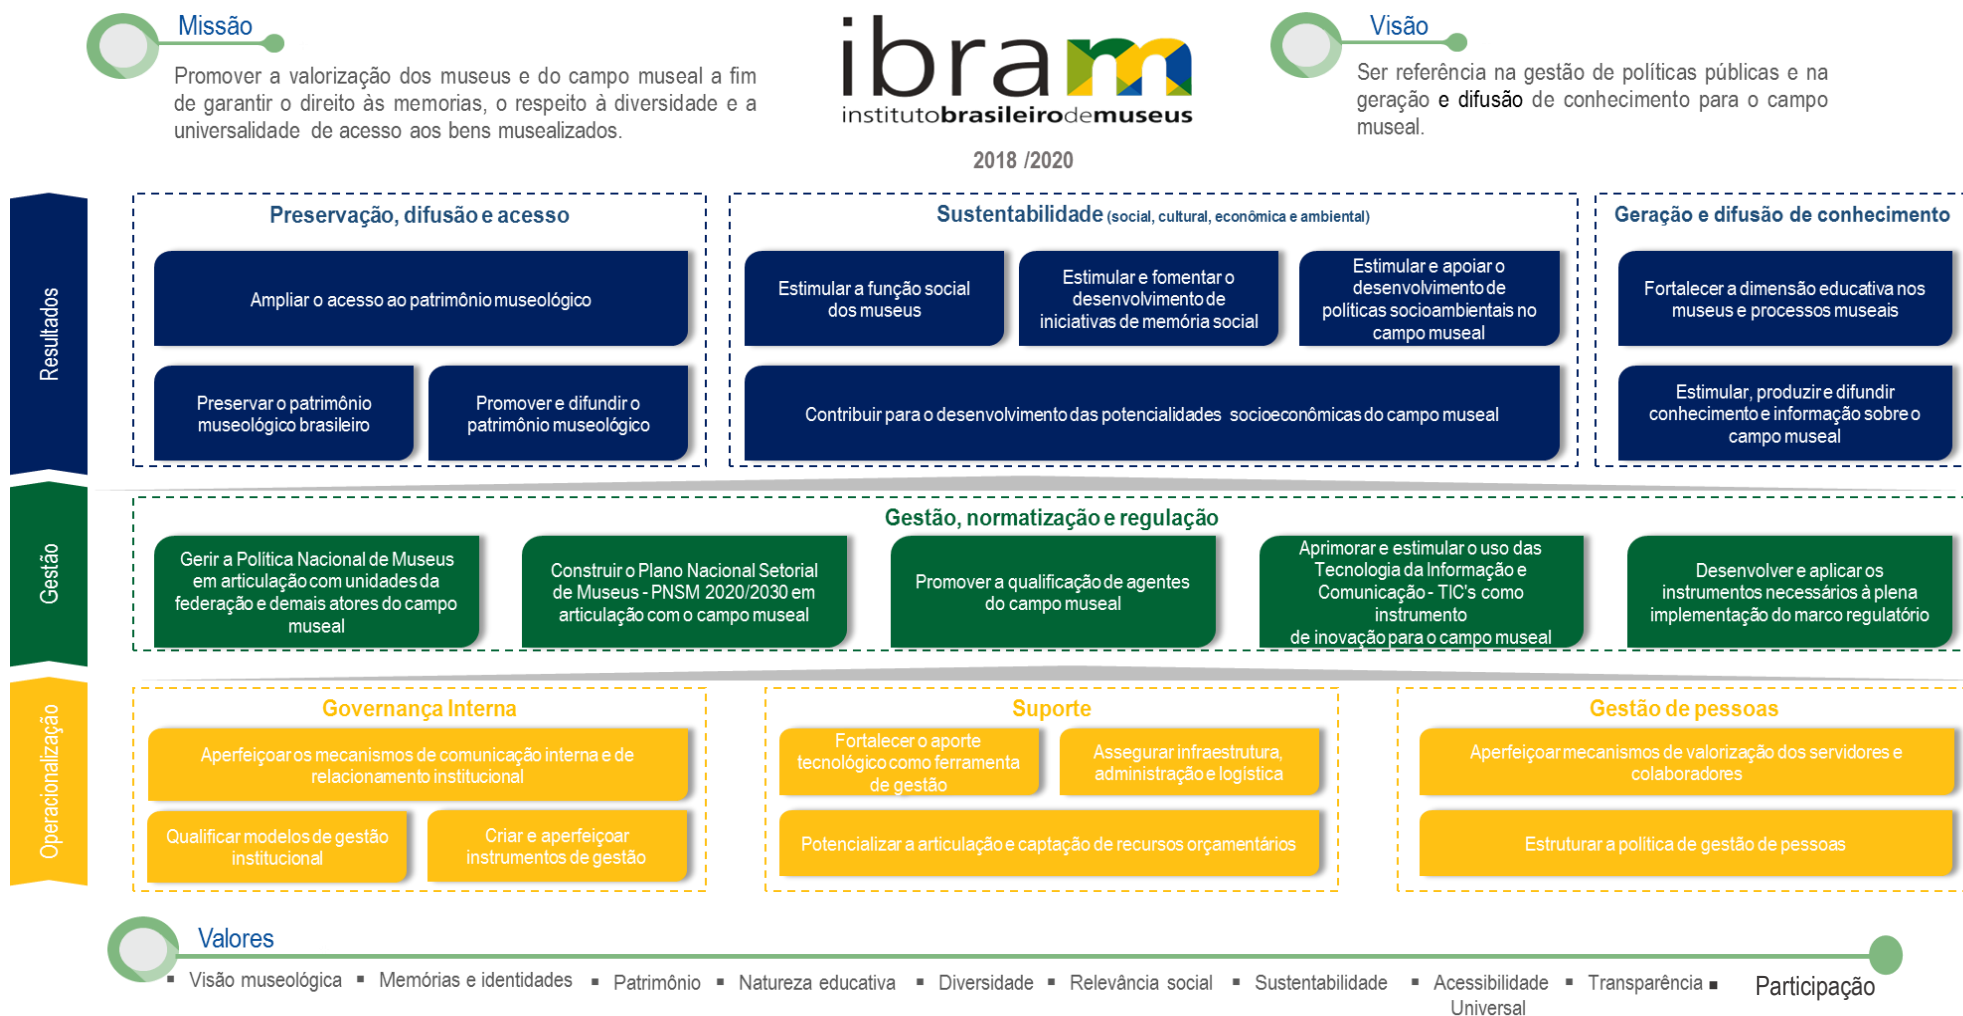 Missão
Promover a valorização dos museus e do campo museal a fim
de garantir o direito às memorias, o respeito à diversidade e a
universalidade de acesso aos bens musealizados.
ibram
institutobrasileirodemuseus
2018 /2020
Visão
Ser referência na gestão de políticas públicas e na
geração e difusão de conhecimento para o campo
museal.
Resultados
Preservação, difusão e acesso
Ampliar o acesso ao patrimônio museológico
Preservar o patrimônio
museológico brasileiro
Promover e difundir o
patrimônio museológico
Sustentabilidade (social, cultural, econômica e ambiental)
Estimular a função social
dos museus
Estimular e fomentar o
desenvolvimento de
iniciativas de memória social
Estimular e apoiar o
desenvolvimento de
políticas socioambientais no
campo museal
Contribuir para o desenvolvimento das potencialidades socioeconômicas do campo museal
Geração e difusão de conhecimento
Fortalecer a dimensão educativa nos
museus e processos museais
Estimular, produzir e difundir
conhecimento e informação sobre o
campo museal
Gestão
Gestão, normatização e regulação
Gerir a Política Nacional de Museus
em articulação com unidades da
federação e demais atores do campo
museal
Construir o Plano Nacional Setorial
de Museus - PNSM 2020/2030 em
articulação com o campo museal
Promover a qualificação de agentes
do campo museal
Aprimorar e estimular o uso das
Tecnologia da Informação e
Comunicação - TIC's como
instrumento
de inovação para o campo museal
Desenvolver e aplicar os
instrumentos necessários à plena
implementação do marco regulatório
Operacionalização
Governança Interna
Aperfeiçoar os mecanismos de comunicação interna e de
relacionamento institucional
Qualificar modelos de gestão
institucional
Criar e aperfeiçoar
instrumentos de gestão
Suporte
Fortalecer o aporte
tecnológico como ferramenta
de gestão
Assegurar infraestrutura,
administração e logística
Potencializar a articulação e captação de recursos orçamentários
Gestão de pessoas
Aperfeiçoar mecanismos de valorização dos servidores e
colaboradores
Estruturar a política de gestão de pessoas
Valores
▪ Visão museológica ▪ Memórias e identidades ▪ Patrimônio ▪ Natureza educativa ▪ Diversidade ▪ Relevância social ▪ Sustentabilidade ▪ Acessibilidade Universal ▪ Transparência ▪ Participação